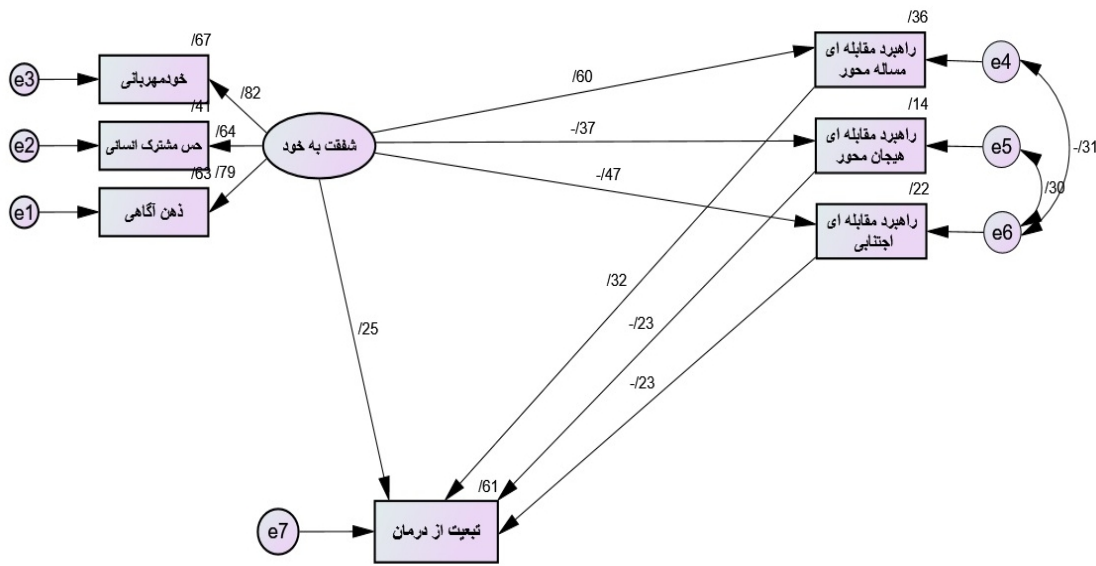 /36
راهبرد مقابله ای
مساله محور
e4
/67
خودمهربانی
e3
/82
/60
/41
حس مشترک انسانی
e2
/64
شفقت به خود
-/37
/14
راهبرد مقابله ای
هیجان محور
e5
-/31
/63
/79
ذهن آگاهی
e1
-/47
/22
راهبرد مقابله ای
اجتنابی
e6
/30
/32
/25
-/23
-/23
/61
تبعیت از درمان
e7